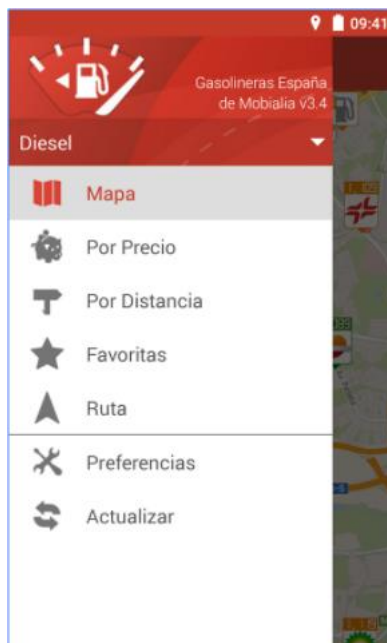 09:41
Gasolineras España
de Mobialia v3.4
Diesel
Mapa
Por Precio
Por Distancia
Favoritas
Ruta
Preferencias
Actualizar